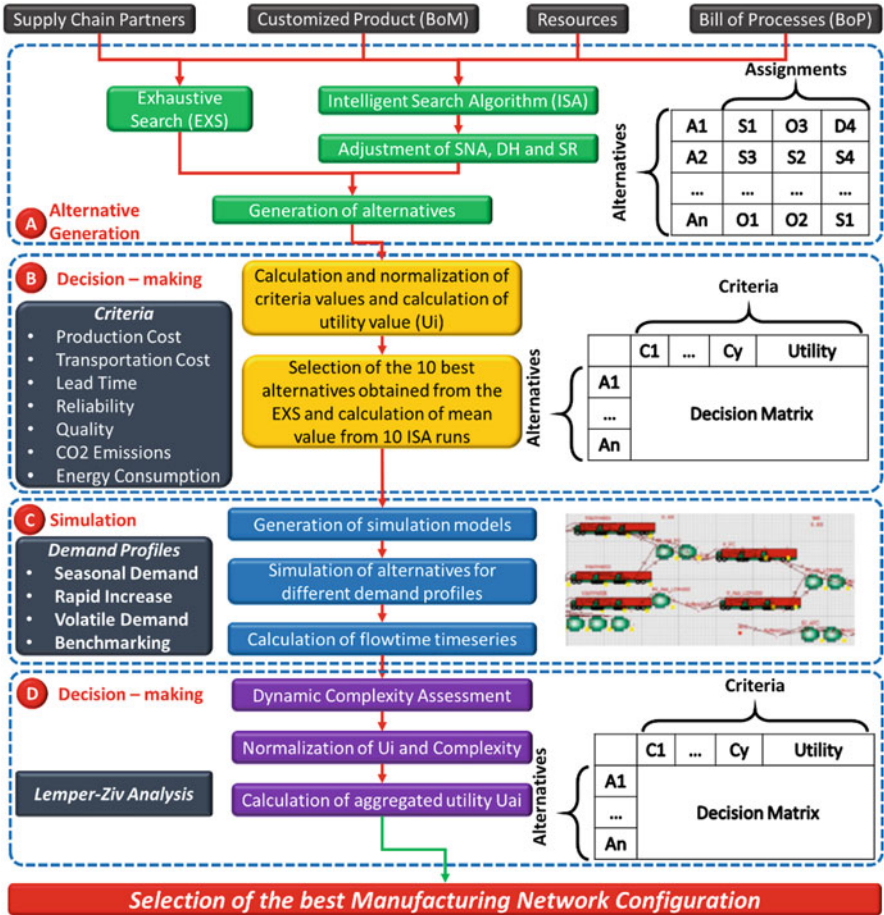 Supply Chain Partners
Customized Product (BoM)
Resources
Bill of Processes (BoP)
Exhaustive
Search (EXS)
Intelligent Search Algorithm (ISA)
Adjustment of SNA, DH and SR
Generation of alternatives
A
Alternative
Generation
Assignments
Alternatives
A1 S1 O3 D4
A2 S3 S2 S4
... ... ... ...
An O1 O2 S1
B
Decision – making
Criteria
• Production Cost
• Transportation Cost
• Lead Time
• Reliability
• Quality
• CO2 Emissions
• Energy Consumption
Calculation and normalization of
criteria values and calculation of
utility value (Ui)
Selection of the 10 best
alternatives obtained from the
EXS and calculation of mean
value from 10 ISA runs
Criteria
Alternatives
C1 ... Cy Utility
A1
...
An
Decision Matrix
C
Simulation
Demand Profiles
• Seasonal Demand
• Rapid Increase
• Volatile Demand
• Benchmarking
Generation of simulation models
Simulation of alternatives for
different demand profiles
Calculation of flowtime timeseries
D
Decision – making
Lemper-Ziv Analysis
Dynamic Complexity Assessment
Normalization of Ui and Complexity
Calculation of aggregated utility Uai
Criteria
Alternatives
C1 ... Cy Utility
A1
...
An
Decision Matrix
Selection of the best Manufacturing Network Configuration